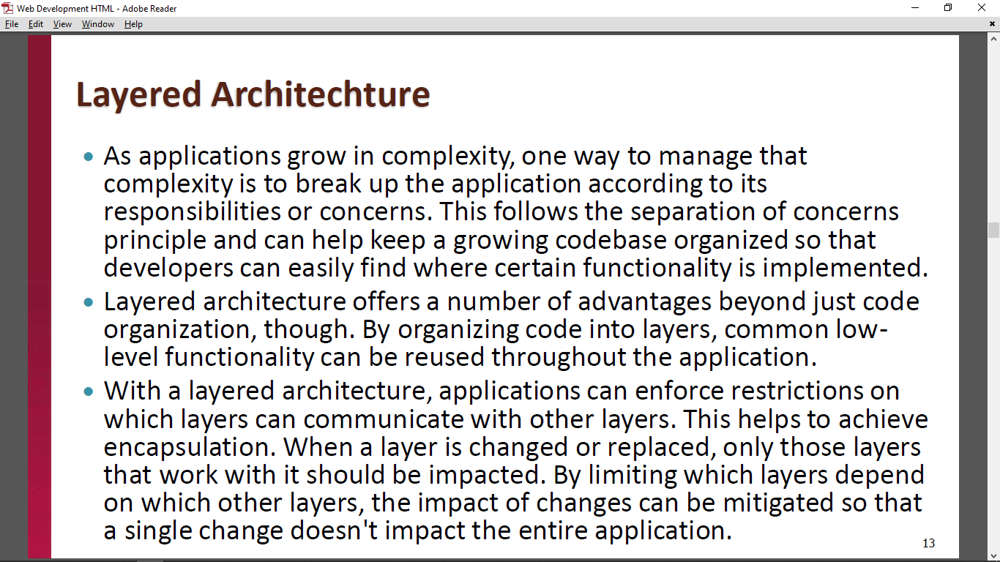 Web Development HTML - Adobe Reader
File Edit View Window Help
Layered Architechture
• As applications grow in complexity, one way to manage that
complexity is to break up the application according to its
responsibilities or concerns. This follows the separation of concerns
principle and can help keep a growing codebase organized so that
developers can easily find where certain functionality is implemented.
• Layered architecture offers a number of advantages beyond just code
organization, though. By organizing code into layers, common low-
level functionality can be reused throughout the application.
• With a layered architecture, applications can enforce restrictions on
which layers can communicate with other layers. This helps to achieve
encapsulation. When a layer is changed or replaced, only those layers
that work with it should be impacted. By limiting which layers depend
on which other layers, the impact of changes can be mitigated so that
a single change doesn't impact the entire application.
13